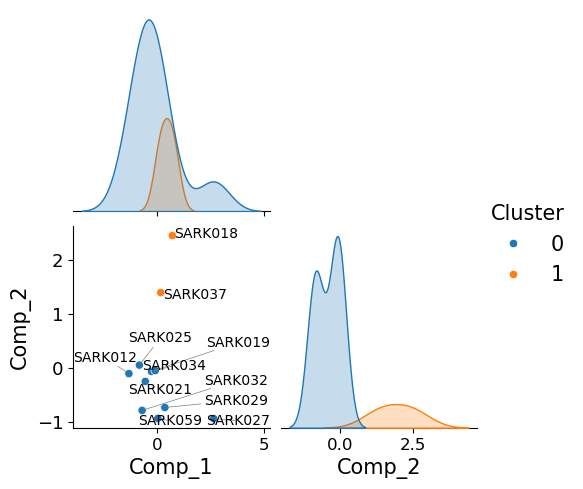 Cluster
0
1
SARK018
SARK037
SARK025
SARK019
SARK012
SARK034
SARK021
SARK032
SARK029
SARK059
SARK027
Comp_2
2
1
0
−1
0
5
Comp_1
0.0
2.5
Comp_2